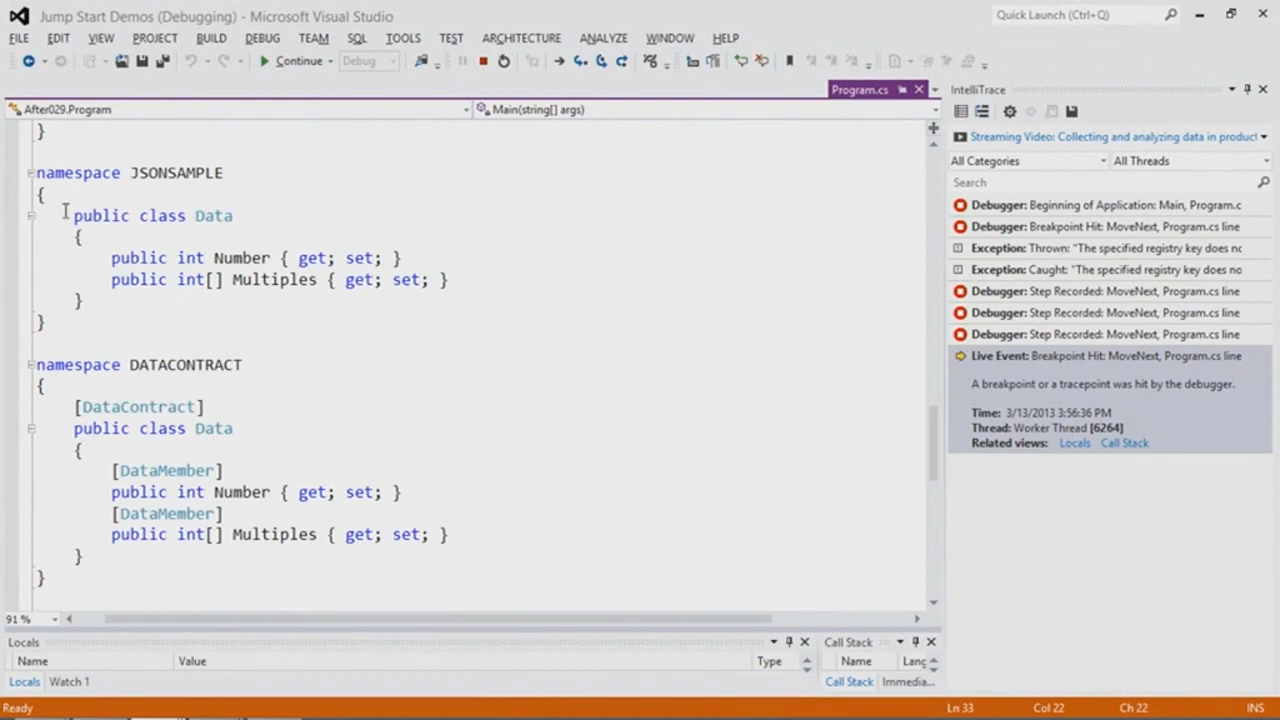 Jump Start Demos (Debugging) - Microsoft Visual Studio
Quick Launch (Ctrl+Q)
FILE EDIT VIEW PROJECT BUILD DEBUG TEAM SQL TOOLS TEST ARCHITECTURE ANALYZE WINDOW HELP
Continue Debug
Program.cs
After029.Program
Main(string[] args)
}
namespace JSONSAMPLE
{
public class Data
{
public int Number { get; set; }
public int[] Multiples { get; set; }
}
}
namespace DATACONTRACT
{
[DataContract]
public class Data
{
[DataMember]
public int Number { get; set; }
[DataMember]
public int[] Multiples { get; set; }
}
}
91 %
IntelliTrace
Streaming Video: Collecting and analyzing data in product
All Categories All Threads
Search
Debugger: Beginning of Application: Main, Program.c
Debugger: Breakpoint Hit: MoveNext, Program.cs line
Exception: Thrown: "The specified registry key does nc
Exception: Caught: "The specified registry key does no
Debugger: Step Recorded: MoveNext, Program.cs line
Debugger: Step Recorded: MoveNext, Program.cs line
Debugger: Step Recorded: MoveNext, Program.cs line
Live Event: Breakpoint Hit: MoveNext, Program.cs line
A breakpoint or a tracepoint was hit by the debugger.
Time: 3/13/2013 3:56:36 PM
Thread: Worker Thread [6264]
Related views: Locals Call Stack
Locals
Name Value Type
Locals Watch 1
Call Stack
Name Lang
Call Stack Immedia...
Ready Ln 33 Col 22 Ch 22 INS